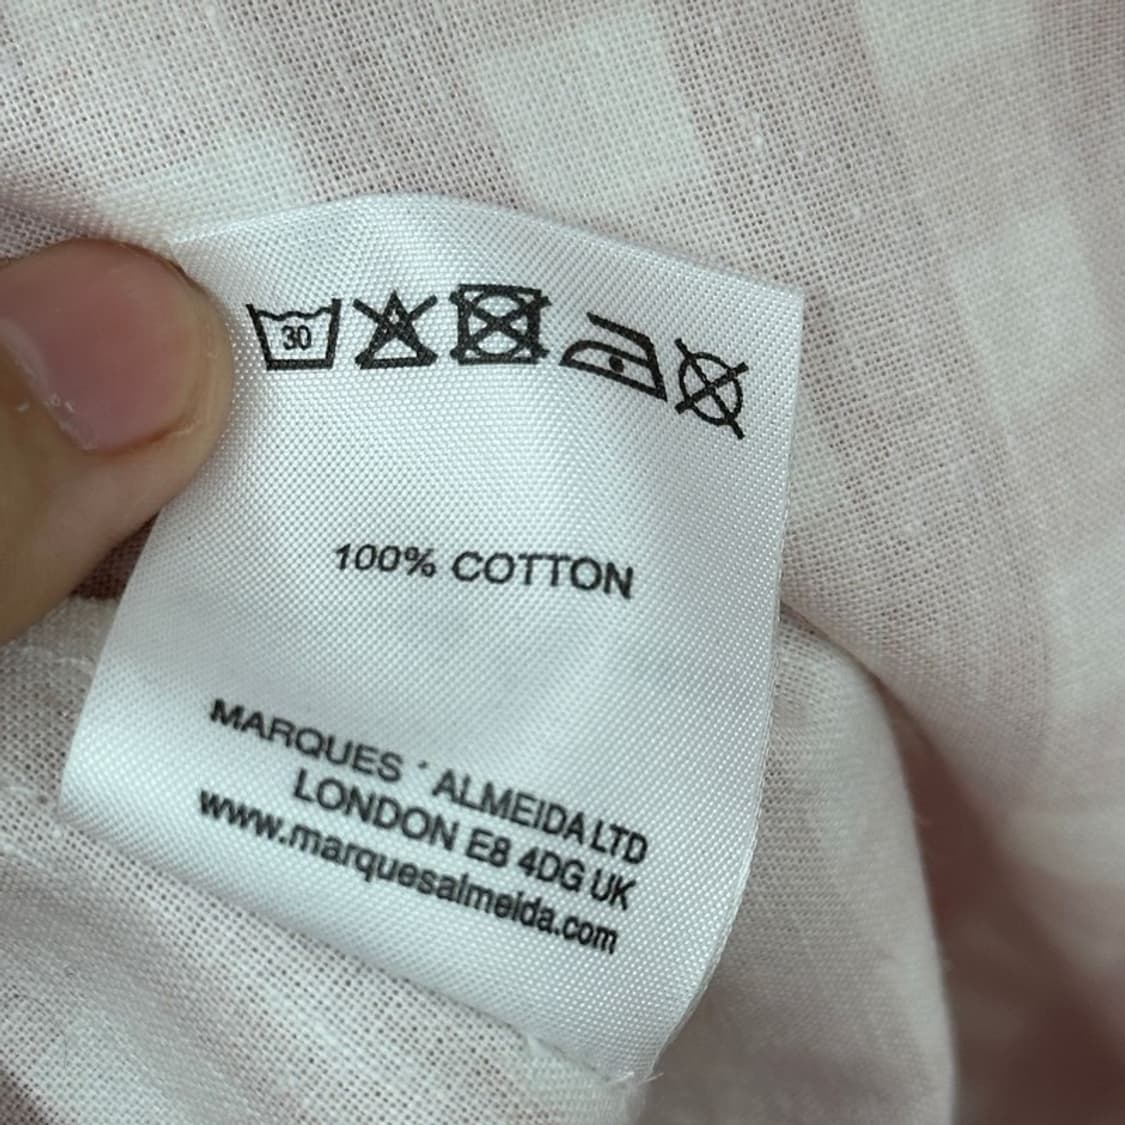 30
100% COTTON
MARQUES ' ALMEIDA LTD
LONDON E8 4DG UK
www.marquesalmeida.com